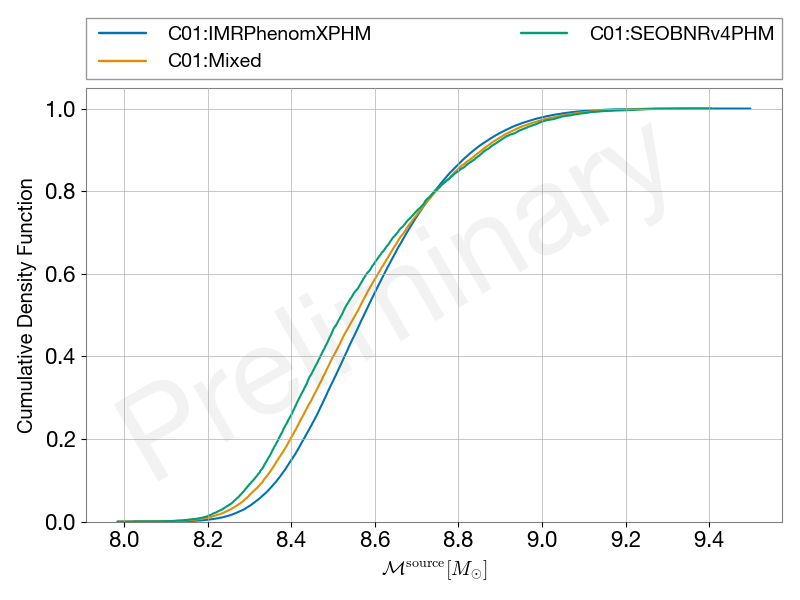 C01:IMRPhenomXPHM
C01:Mixed
C01:SEOBNRv4PHM
Preliminary
Cumulative Density Function
1.0
0.8
0.6
0.4
0.2
0.0
8.0 8.2 8.4 8.6 8.8 9.0 9.2 9.4
ℳ^source [M_⊙]